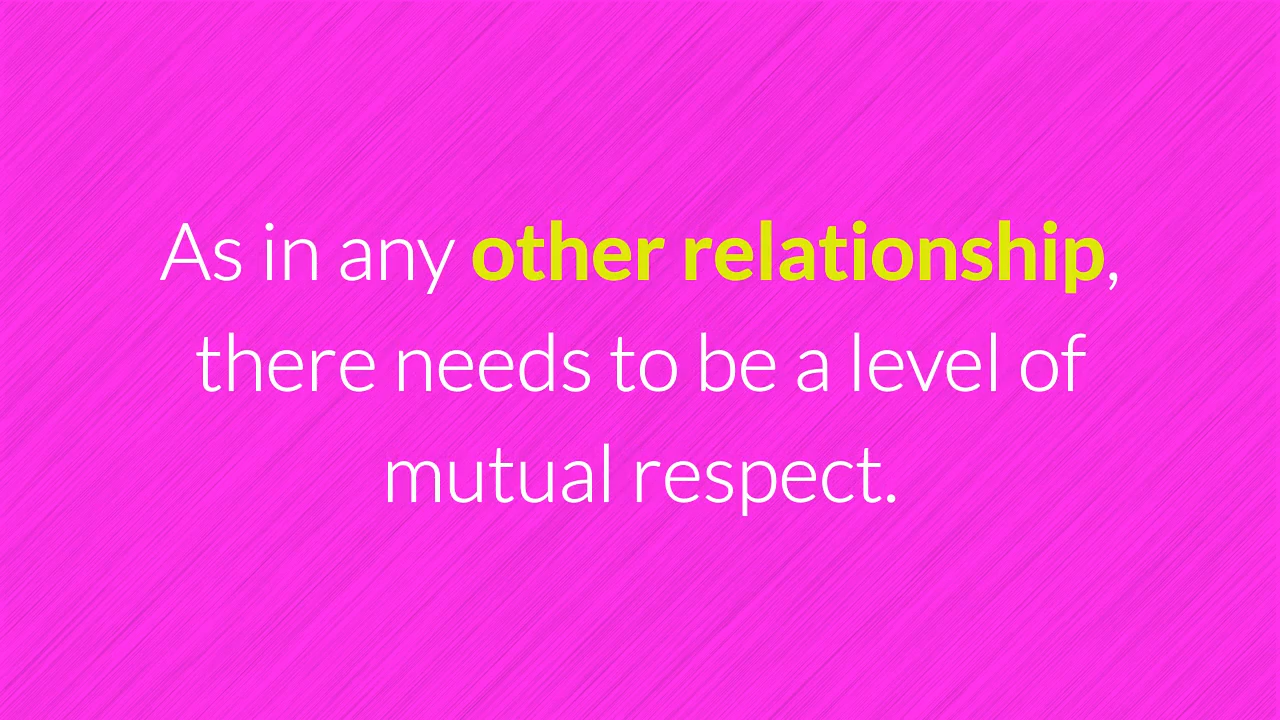 As in any other relationship,
there needs to be a level of
mutual respect.